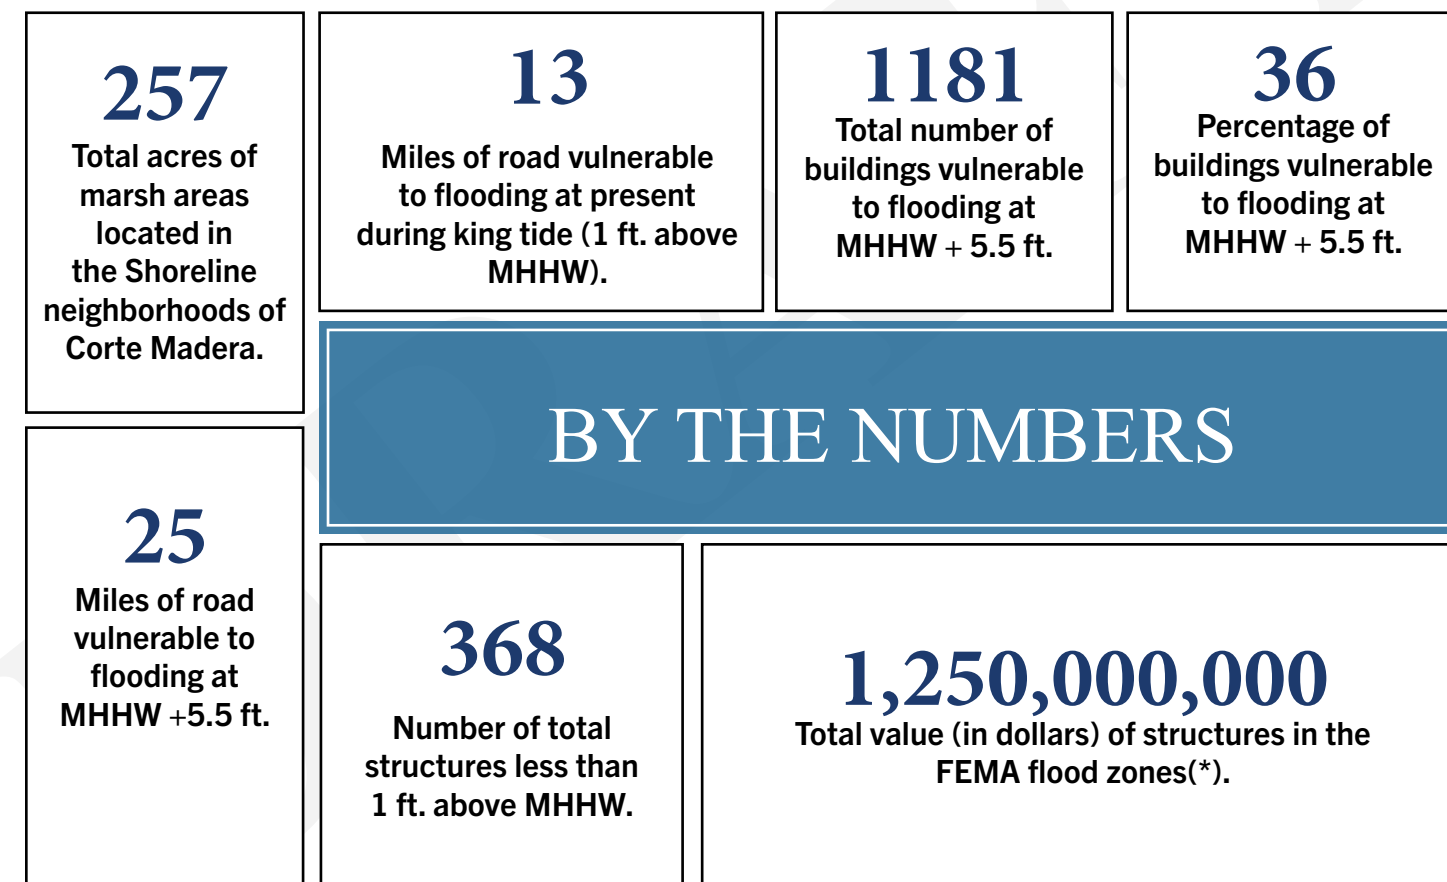 257
Total acres of
marsh areas
located in
the Shoreline
neighborhoods of
Corte Madera.
13
Miles of road vulnerable
to flooding at present
during king tide (1 ft. above
MHHW).
1181
Total number of
buildings vulnerable
to flooding at
MHHW + 5.5 ft.
36
Percentage of
buildings vulnerable
to flooding at
MHHW + 5.5 ft.
BY THE NUMBERS
25
Miles of road
vulnerable to
flooding at
MHHW +5.5 ft.
368
Number of total
structures less than
1 ft. above MHHW.
1,250,000,000
Total value (in dollars) of structures in the
FEMA flood zones(*).